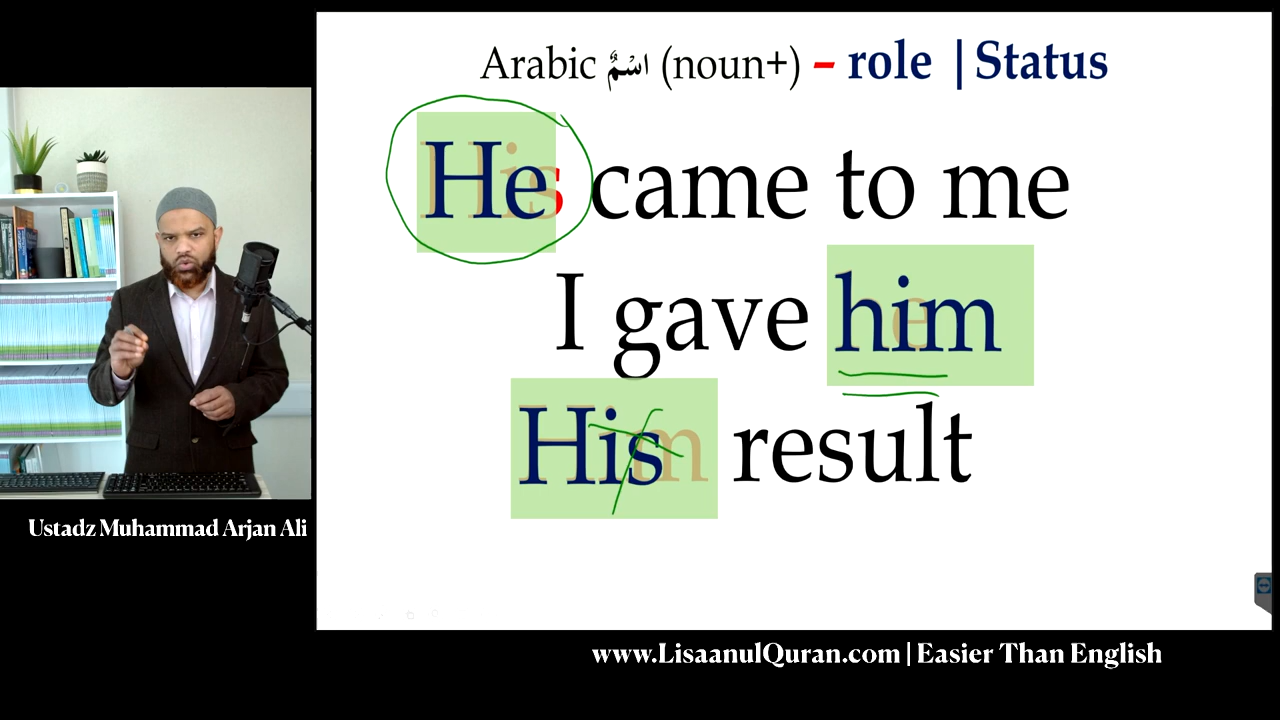 Arabic اسْمٌ (noun+) – role | Status
He came to me
I gave him
His result
Ustadz Muhammad Arjan Ali
www.LisaanulQuran.com | Easier Than English